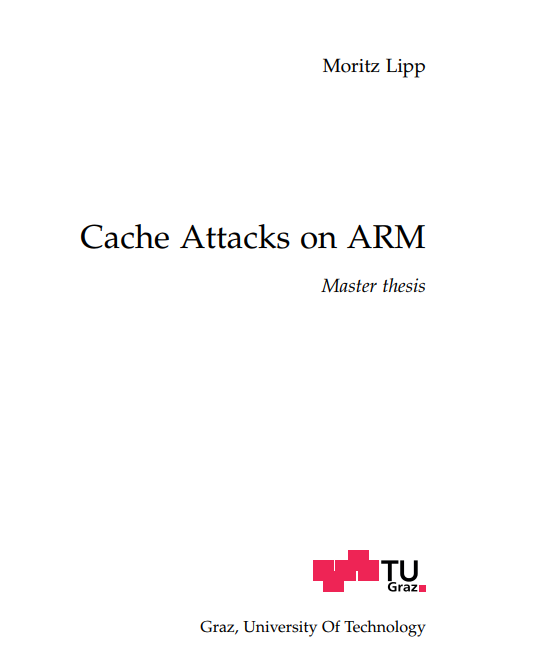 Moritz Lipp
Cache Attacks on ARM
Master thesis
TU
Graz
Graz, University Of Technology